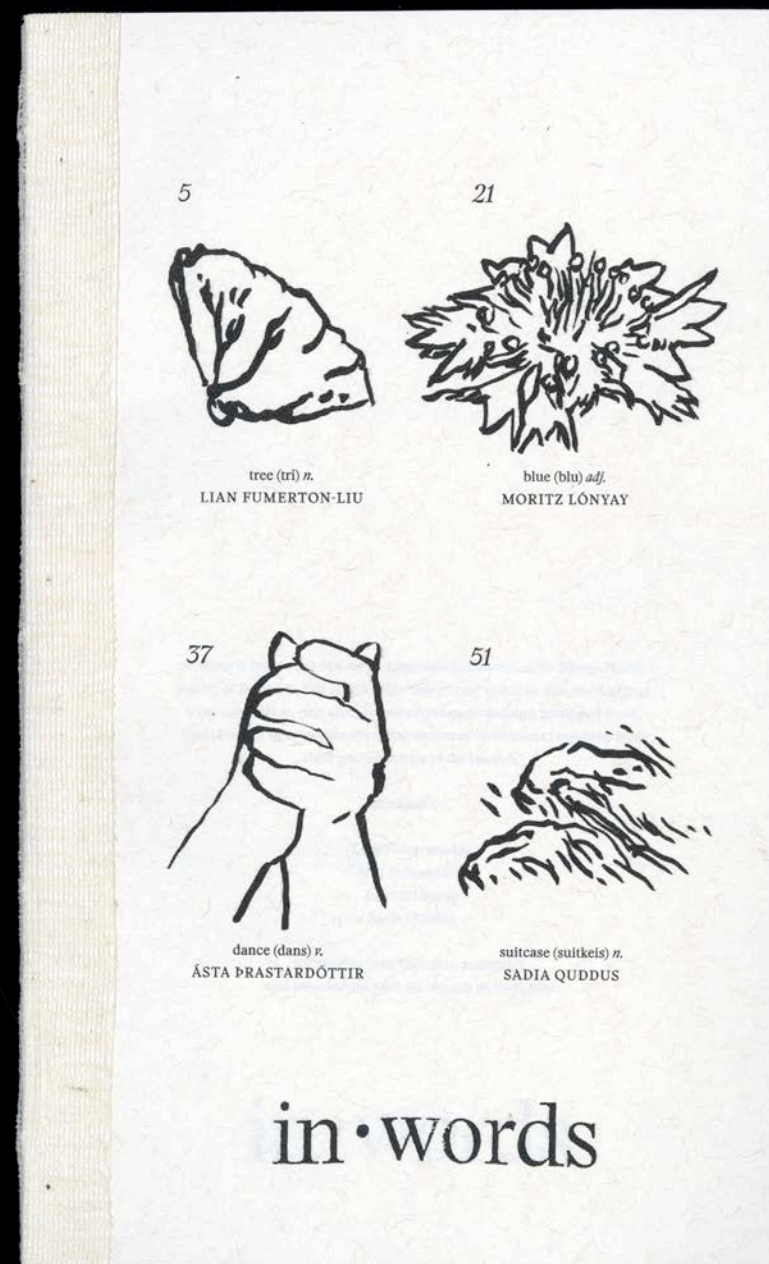 5
21
tree (tri) n.
LIAN FUMERTON-LIU
blue (blu) adj.
MORITZ LÓNYAY
37
51
dance (dans) v.
ÁSTA ÞRASTARDÓTTIR
suitcase (suitkeis) n.
SADIA QUDDUS
in·words